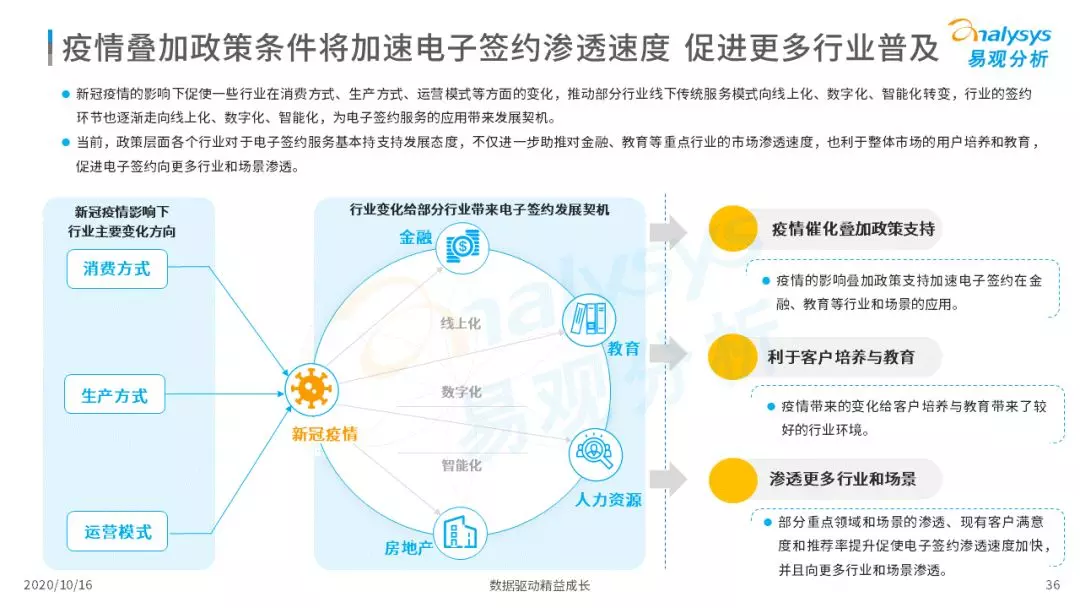 疫情叠加政策条件将加速电子签约渗透速度 促进更多行业普及
analysys
易观分析
● 新冠疫情的影响下促使一些行业在消费方式、生产方式、运营模式等方面的变化，推动部分行业线下传统服务模式向线上化、数字化、智能化转变，行业的签约
环节也逐渐走向线上化、数字化、智能化，为电子签约服务的应用带来发展契机。
● 当前，政策层面各个行业对于电子签约服务基本持支持发展态度，不仅进一步助推对金融、教育等重点行业的市场渗透速度，也利于整体市场的用户培养和教育，
促进电子签约向更多行业和场景渗透。
新冠疫情影响下
行业主要变化方向
消费方式
生产方式
运营模式
行业变化给部分行业带来电子签约发展契机
金融
线上化
教育
数字化
新冠疫情
智能化
人力资源
房地产
analysys
易观分析
疫情催化叠加政策支持
● 疫情的影响叠加政策支持加速电子签约在金
融、教育等行业和场景的应用。
利于客户培养与教育
● 疫情带来的变化给客户培养与教育带来了较
好的行业环境。
渗透更多行业和场景
● 部分重点领域和场景的渗透、现有客户满意
度和推荐率提升促使电子签约渗透速度加快，
并且向更多行业和场景渗透。
2020/10/16
数据驱动精益成长
36